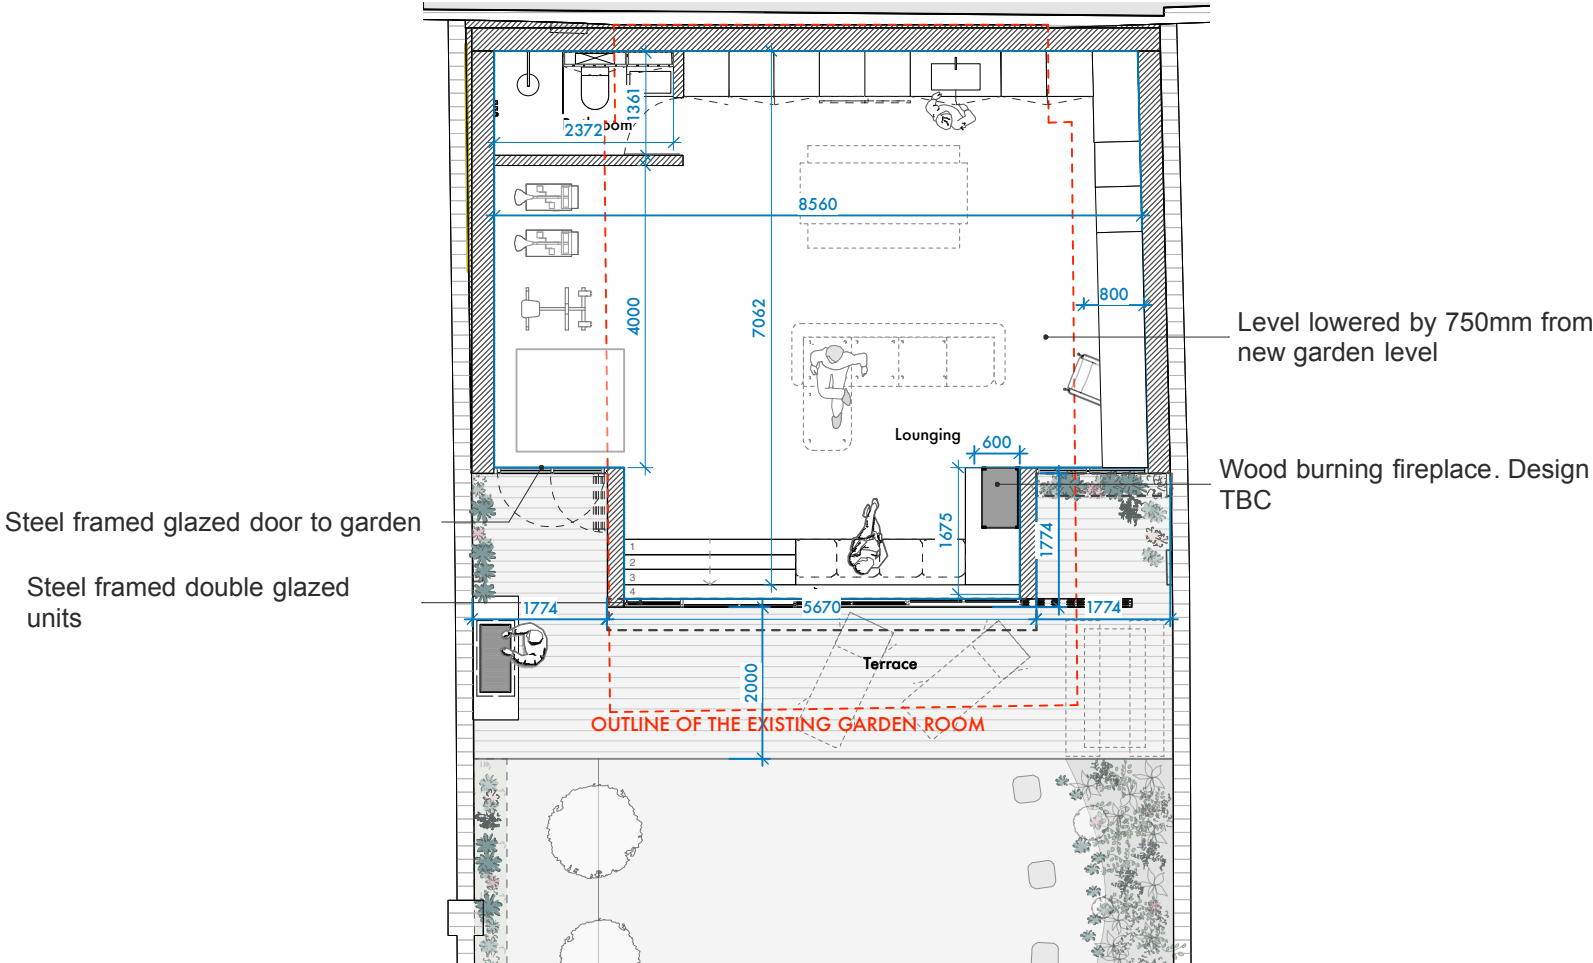 1361
2372
8560
800
4000
7062
Level lowered by 750mm from
new garden level
Lounging
600
Wood burning fireplace. Design
TBC
Steel framed glazed door to garden
1675
1774
1
2
3
4
Steel framed double glazed
units
1774
5670
1774
Terrace
2000
OUTLINE OF THE EXISTING GARDEN ROOM